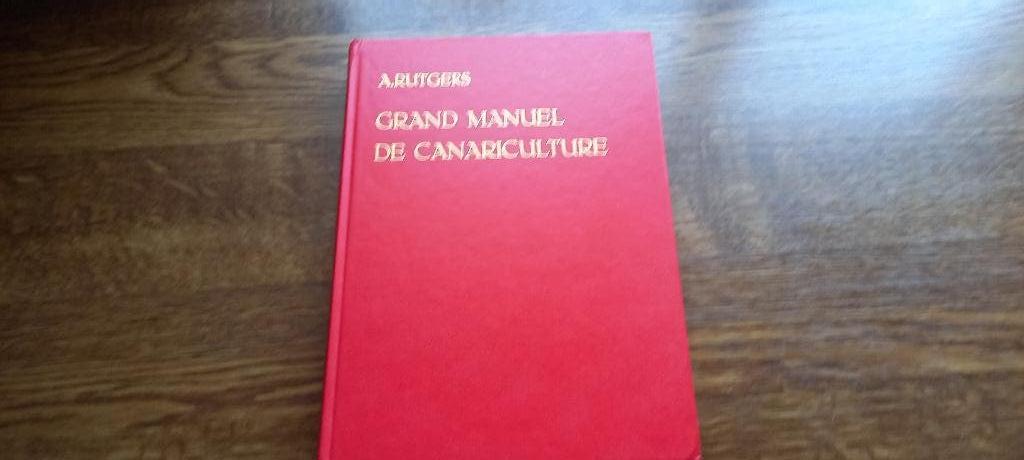 A.RUTGERS
GRAND MANUEL
DE CANARICULTURE